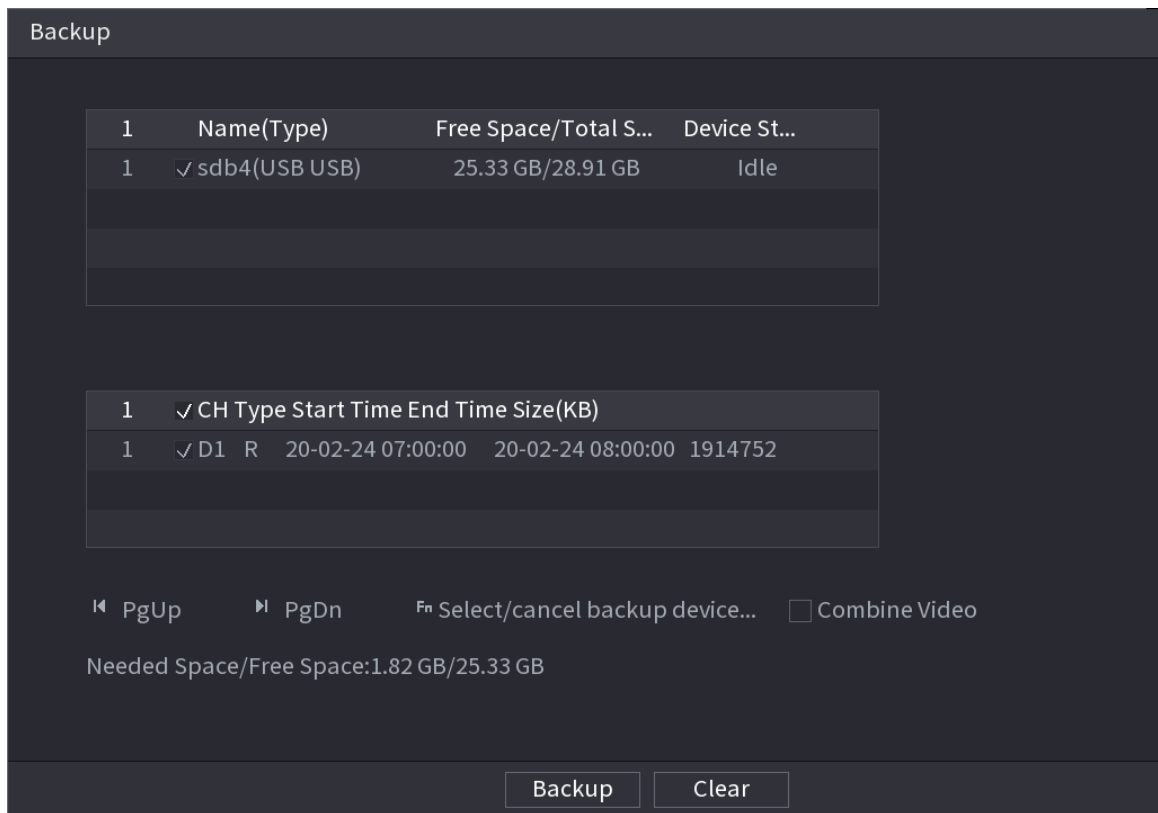 Backup
1 Name(Type) Free Space/Total S... Device St...
1 sdb4(USB USB) 25.33 GB/28.91 GB Idle
1 CH Type Start Time End Time Size(KB)
1 D1 R 20-02-24 07:00:00 20-02-24 08:00:00 1914752
PgUp PgDn Fn Select/cancel backup device... Combine Video
Needed Space/Free Space:1.82 GB/25.33 GB
Backup Clear